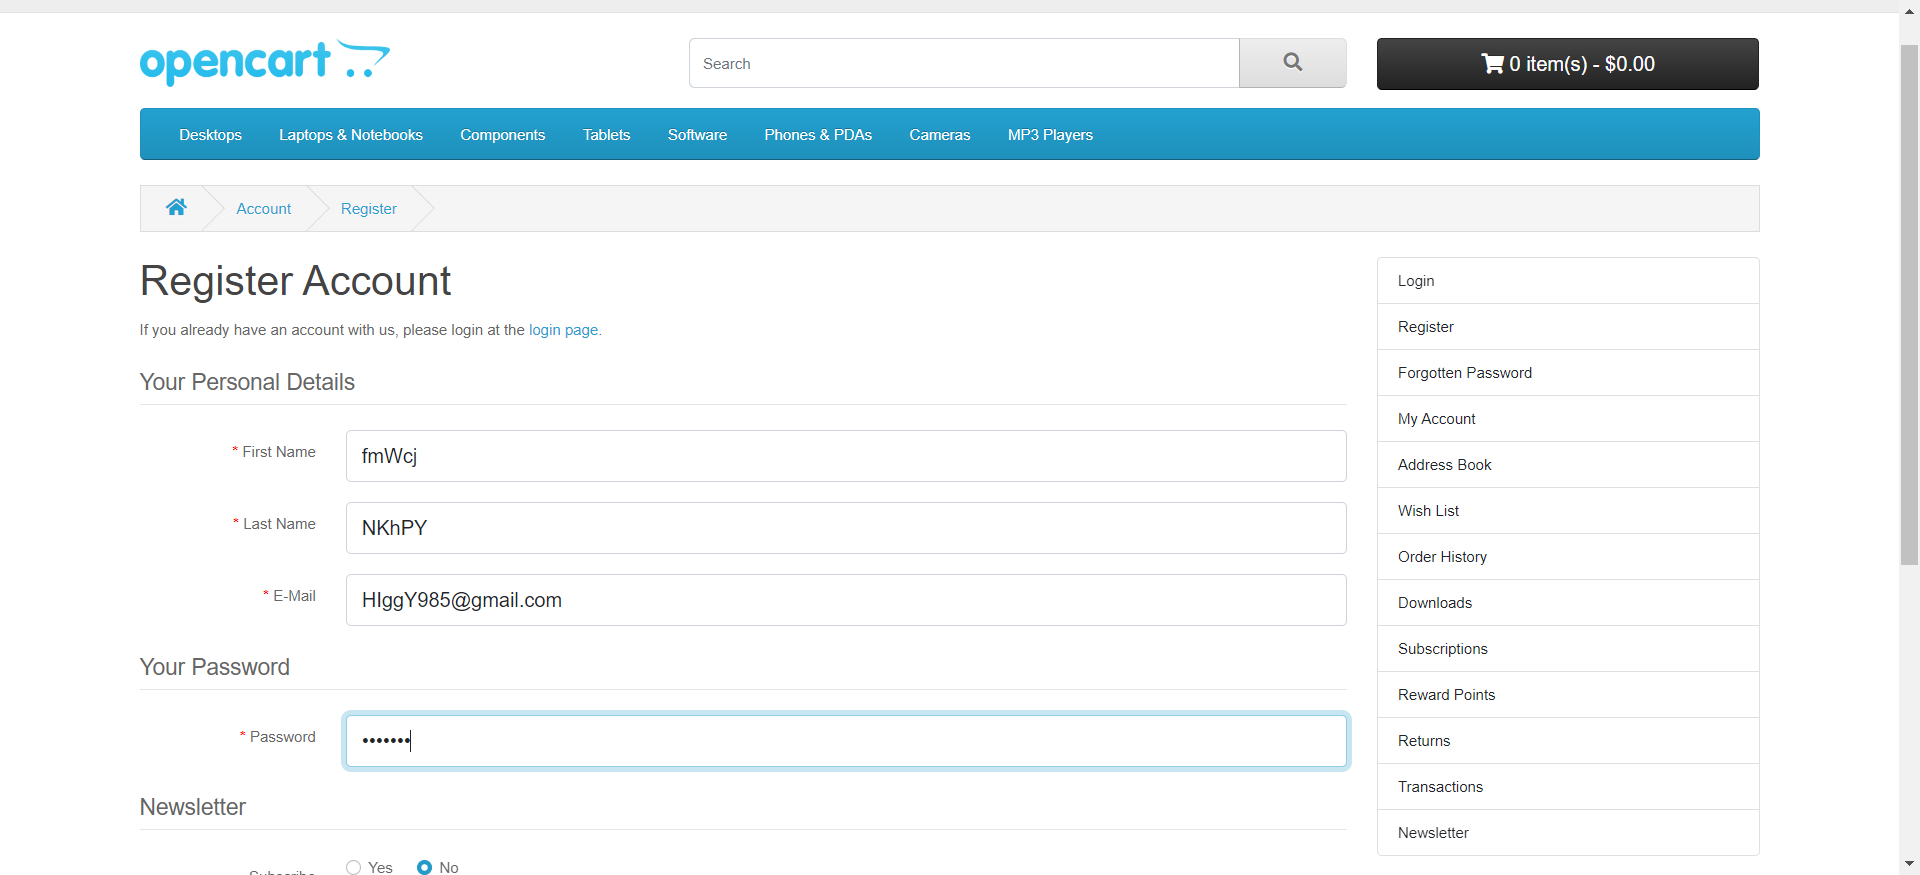 opencart
Search
0 item(s) - $0.00
Desktops Laptops & Notebooks Components Tablets Software Phones & PDAs Cameras MP3 Players
Account Register
Register Account
If you already have an account with us, please login at the login page.
Your Personal Details
* First Name fmWcj
* Last Name NKhPY
* E-Mail HIggY985@gmail.com
Your Password
* Password •••••••
Newsletter
Subscribe Yes No
Login
Register
Forgotten Password
My Account
Address Book
Wish List
Order History
Downloads
Subscriptions
Reward Points
Returns
Transactions
Newsletter